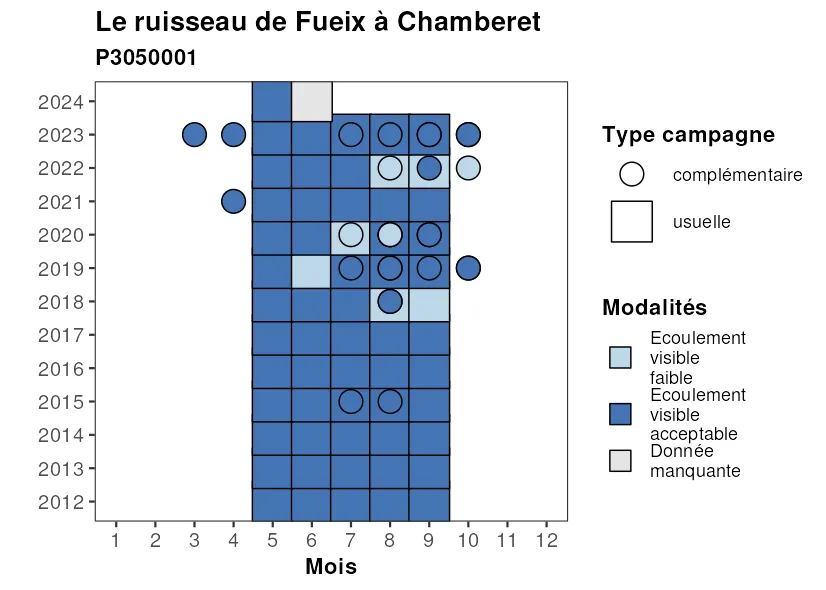 Le ruisseau de Fueix à Chamberet
P3050001
2024
2023
2022
2021
2020
2019
2018
2017
2016
2015
2014
2013
2012
1 2 3 4 5 6 7 8 9 10 11 12
Mois
Type campagne
complémentaire
usuelle
Modalités
Ecoulement
visible
faible
Ecoulement
visible
acceptable
Donnée
manquante